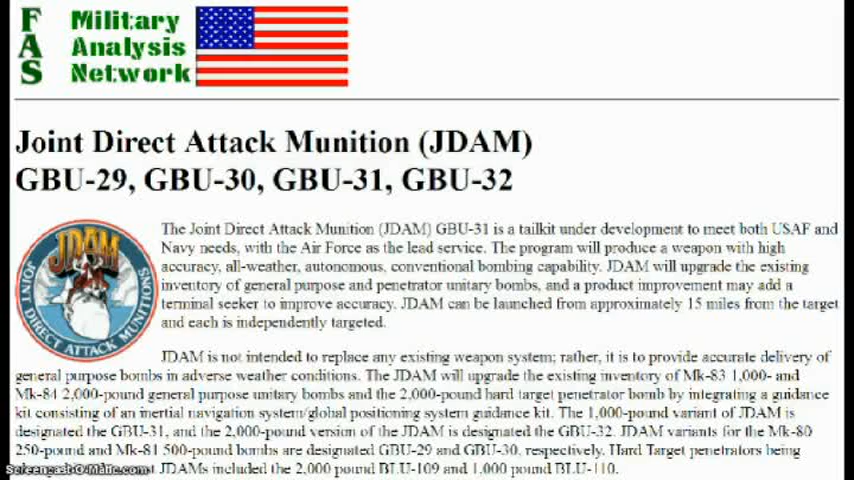 FAS Military
Analysis
Network
Joint Direct Attack Munition (JDAM)
GBU-29, GBU-30, GBU-31, GBU-32
JDAM
JOINT DIRECT ATTACK MUNITIONS
The Joint Direct Attack Munition (JDAM) GBU-31 is a tailkit under development to meet both USAF and
Navy needs, with the Air Force as the lead service. The program will produce a weapon with high
accuracy, all-weather, autonomous, conventional bombing capability. JDAM will upgrade the existing
inventory of general purpose and penetrator unitary bombs, and a product improvement may add a
terminal seeker to improve accuracy. JDAM can be launched from approximately 15 miles from the target
and each is independently targeted.
JDAM is not intended to replace any existing weapon system; rather, it is to provide accurate delivery of
general purpose bombs in adverse weather conditions. The JDAM will upgrade the existing inventory of Mk-83 1,000- and
Mk-84 2,000-pound general purpose unitary bombs and the 2,000-pound hard target penetrator bomb by integrating a guidance
kit consisting of an inertial navigation system/global positioning system guidance kit. The 1,000-pound variant of JDAM is
designated the GBU-31, and the 2,000-pound version of the JDAM is designated the GBU-32. JDAM variants for the Mk-80
250-pound and Mk-81 500-pound bombs are designated GBU-29 and GBU-30, respectively. Hard Target penetrators being
JDAMs included the 2,000 pound BLU-109 and 1,000 pound BLU-110.
Screencast-O-Matic.com